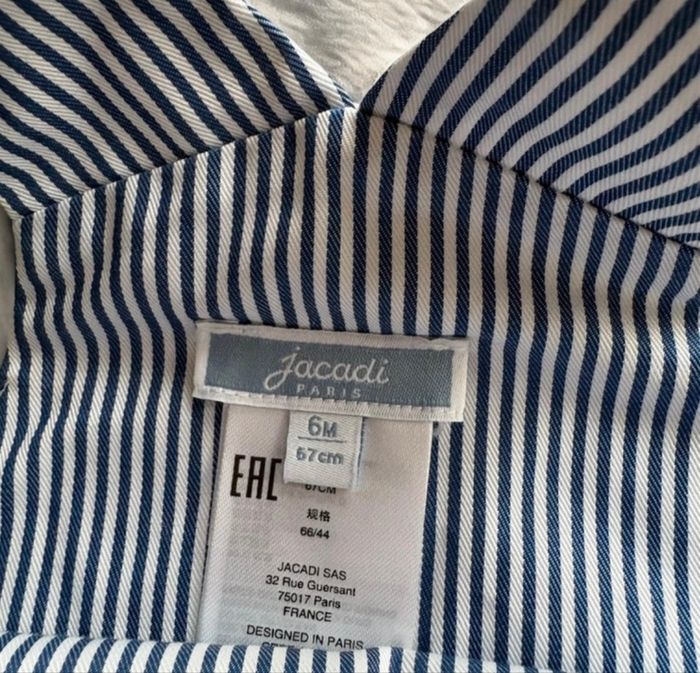 jacadi
PARIS
6M
67cm
EAC
67CM
规格
66/44
JACADI SAS
32 Rue Guersant
75017 Paris
FRANCE
DESIGNED IN PARIS